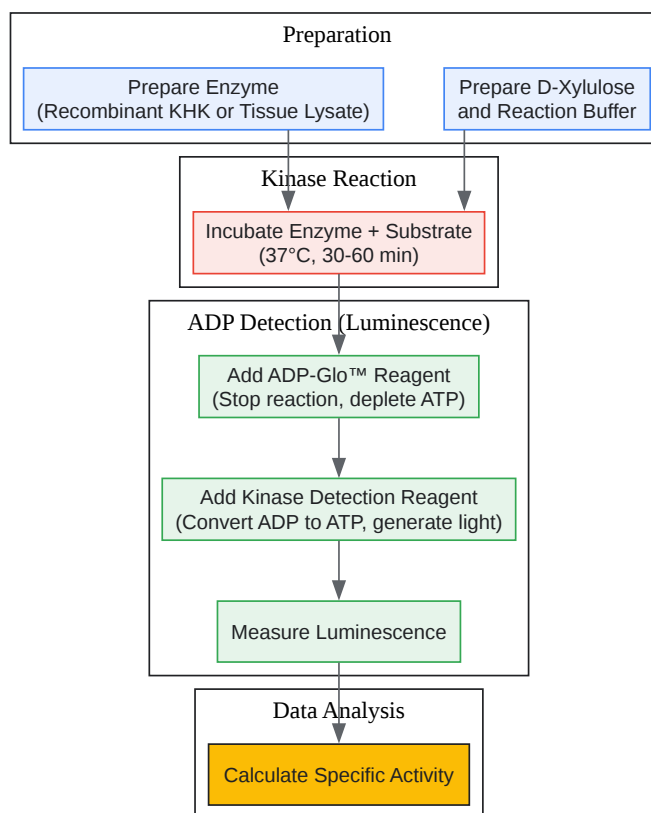 Preparation
Prepare Enzyme
(Recombinant KHK or Tissue Lysate)
Prepare D-Xylulose
and Reaction Buffer
Kinase Reaction
Incubate Enzyme + Substrate
(37°C, 30-60 min)
ADP Detection (Luminescence)
Add ADP-Glo™ Reagent
(Stop reaction, deplete ATP)
Add Kinase Detection Reagent
(Convert ADP to ATP, generate light)
Measure Luminescence
Data Analysis
Calculate Specific Activity